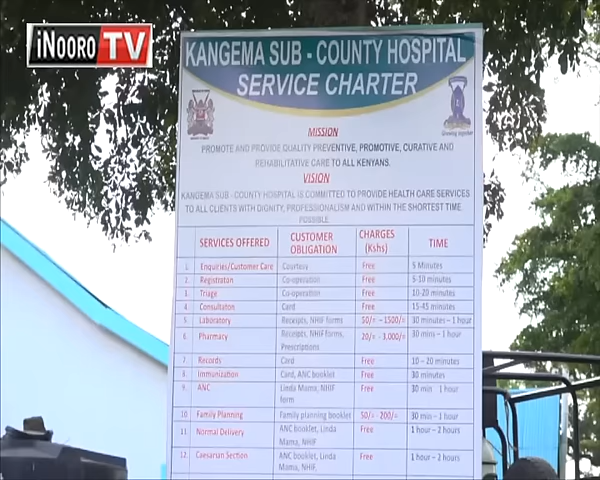 iNOORO TV
KANGEMA SUB - COUNTY HOSPITAL
SERVICE CHARTER
Growing together
MISSION
PROMOTE AND PROVIDE QUALITY PREVENTIVE, PROMOTIVE, CURATIVE AND
REHABILITATIVE CARE TO ALL KENYANS.
VISION
KANGEMA SUB - COUNTY HOSPITAL IS COMMITTED TO PROVIDE HEALTH CARE SERVICES
TO ALL CLIENTS WITH DIGNITY, PROFESSIONALISM AND WITHIN THE SHORTEST TIME
POSSIBLE.
SERVICES OFFERED CUSTOMER OBLIGATION CHARGES (Kshs) TIME
1. Enquiries/Customer Care Courtesy Free 5 Minutes
2. Registraton Co-operation Free 5-10 minutes
3. Triage Co-operation Free 10-20 minutes
4. Consultaton Card Free 15-45 minutes
5. Laboratory Receipts, NHIF forms 50/= - 1500/= 30 minutes - 1 hour
6. Pharmacy Receipts, NHIF forms, Prescriptions 20/= - 3,000/= 30 mins - 1 hour
7. Records Card Free 10 - 20 minutes
8. Immunization Card, ANC booklet Free 30 minutes
9. ANC Linda Mama, NHIF form Free 30 min 1 hour
10. Family Planning Family planning booklet 50/= - 200/= 30 min - 1 hour
11. Normal Delivery ANC booklet, Linda Mama, NHIF Free 1 hour - 2 hours
12. Caesarian Section ANC booklet, Linda Mama, NHIF, Free 1 hour - 2 hours